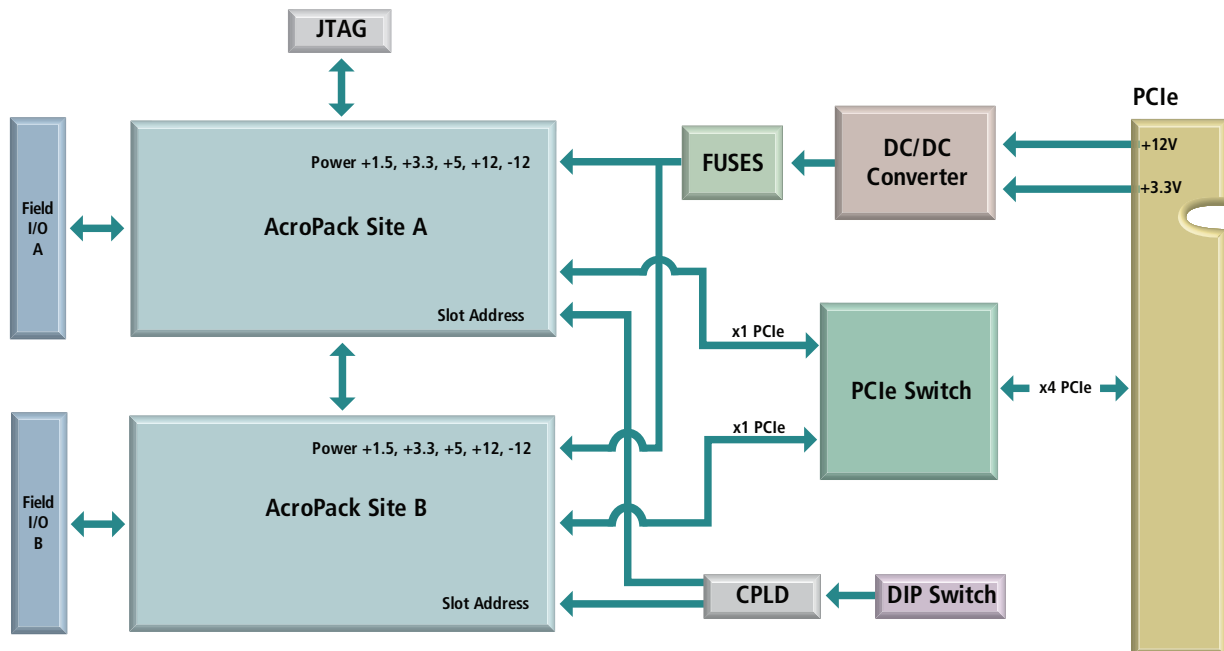 JTAG
PCIe
Field
I/O
A
Power +1.5, +3.3, +5, +12, -12
AcroPack Site A
Slot Address
FUSES
DC/DC
Converter
+12V
+3.3V
x1 PCIe
PCIe Switch
x4 PCIe
x1 PCIe
Field
I/O
B
Power +1.5, +3.3, +5, +12, -12
AcroPack Site B
Slot Address
CPLD
DIP Switch